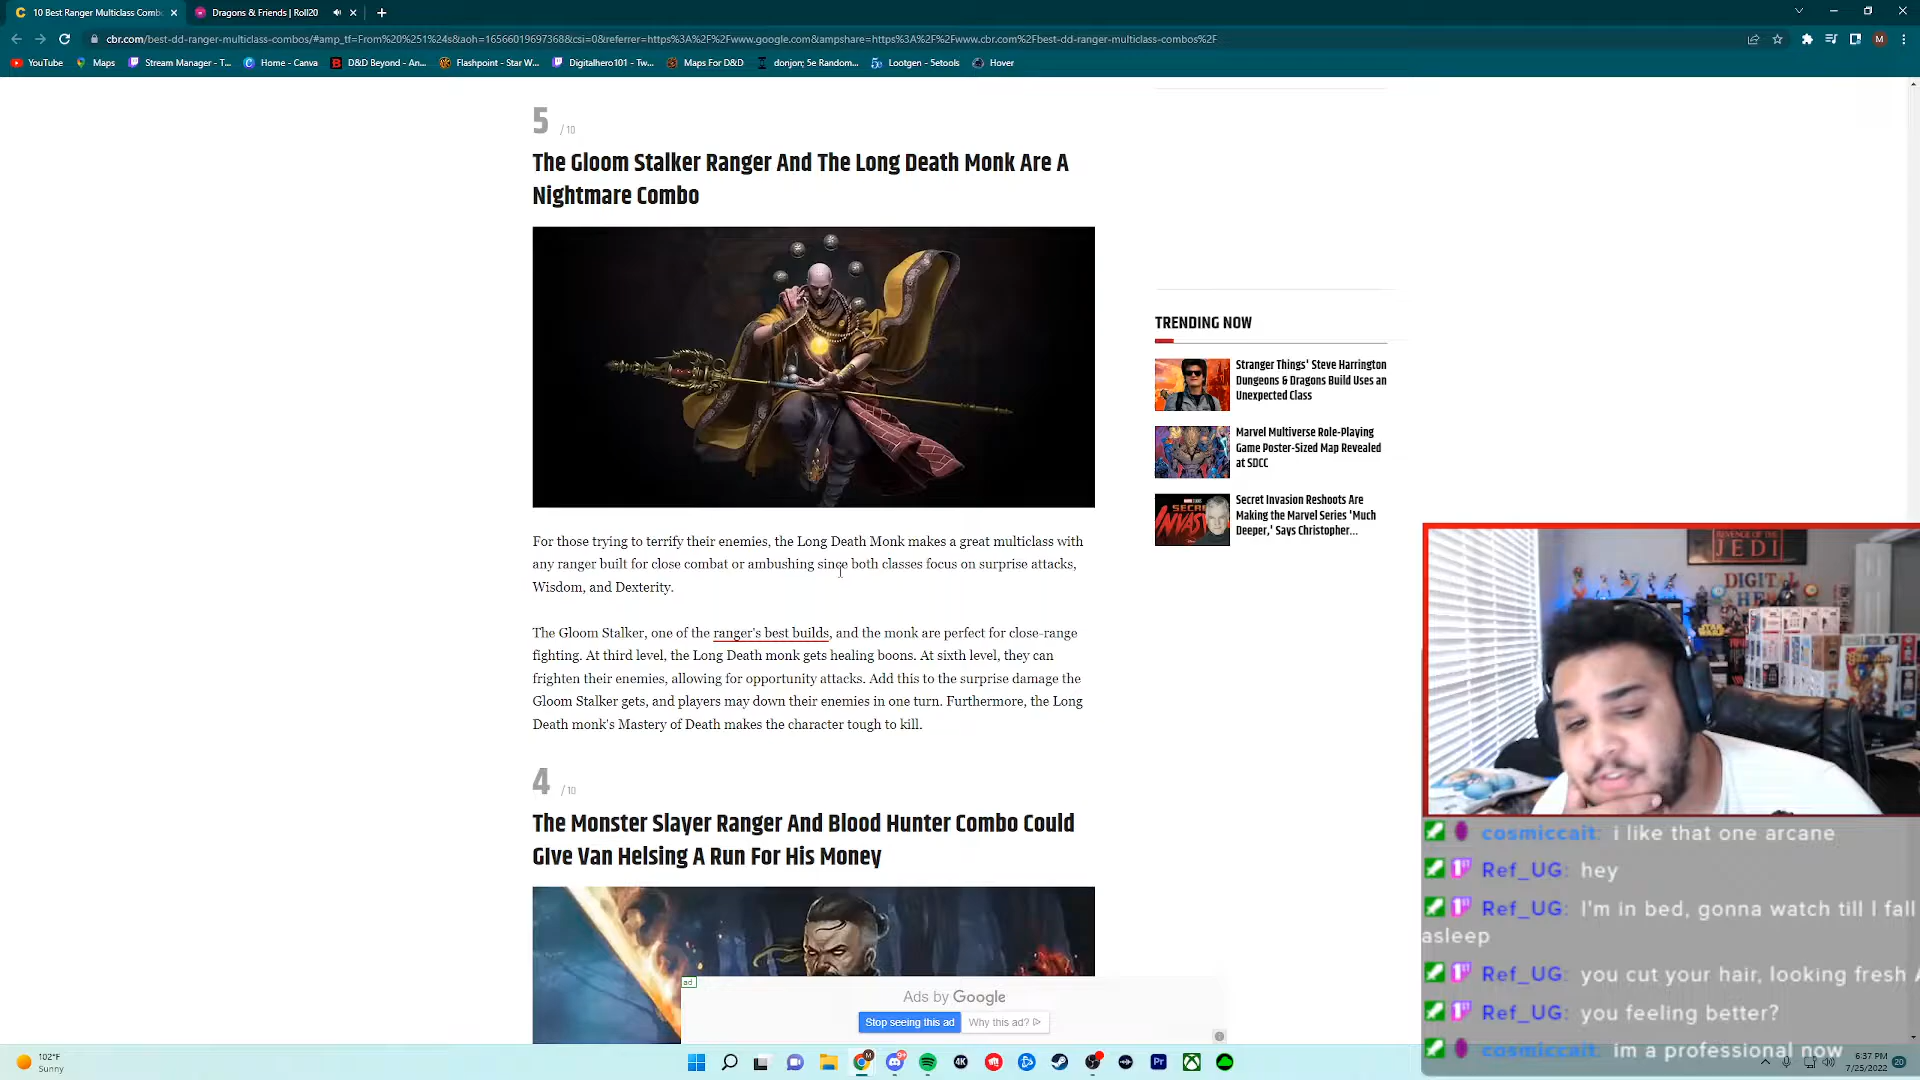 10 Best Ranger Multiclass Comb
Dragons & Friends | Roll20
cbr.com/best-dd-ranger-multiclass-combos/#amp_tf=From%20%251%24s&aoh=16566019697368&csi=0&referrer=https%3A%2F%2Fwww.google.com&ampshare=https%3A%2F%2Fwww.cbr.com%2Fbest-dd-ranger-multiclass-combos%2F
M
YouTube
Maps
Stream Manager - T...
Home - Canva
D&D Beyond - An...
Flashpoint - Star W...
Digitalhero101 - Tw...
Maps For D&D
donjon; 5e Random...
Lootgen - 5etools
Hover
5 / 10
The Gloom Stalker Ranger And The Long Death Monk Are A
Nightmare Combo
For those trying to terrify their enemies, the Long Death Monk makes a great multiclass with
any ranger built for close combat or ambushing since both classes focus on surprise attacks,
Wisdom, and Dexterity.
The Gloom Stalker, one of the ranger's best builds, and the monk are perfect for close-range
fighting. At third level, the Long Death monk gets healing boons. At sixth level, they can
frighten their enemies, allowing for opportunity attacks. Add this to the surprise damage the
Gloom Stalker gets, and players may down their enemies in one turn. Furthermore, the Long
Death monk's Mastery of Death makes the character tough to kill.
4 / 10
The Monster Slayer Ranger And Blood Hunter Combo Could
GIve Van Helsing A Run For His Money
ad
Ads by Google
Stop seeing this ad
Why this ad?
TRENDING NOW
Stranger Things' Steve Harrington
Dungeons & Dragons Build Uses an
Unexpected Class
Marvel Multiverse Role-Playing
Game Poster-Sized Map Revealed
at SDCC
Secret Invasion Reshoots Are
Making the Marvel Series 'Much
Deeper,' Says Christopher...
REVENGE OF THE
JEDI
DIGIT
HE
STAR
WARS
cosmiccait: i like that one arcane
Ref_UG: hey
Ref_UG: I'm in bed, gonna watch till I fall
asleep
Ref_UG: you cut your hair, looking fresh A
Ref_UG: you feeling better?
cosmiccait: im a professional now
102°F
Sunny
M
9+
4K
Pr
6:37 PM
7/25/2022
20